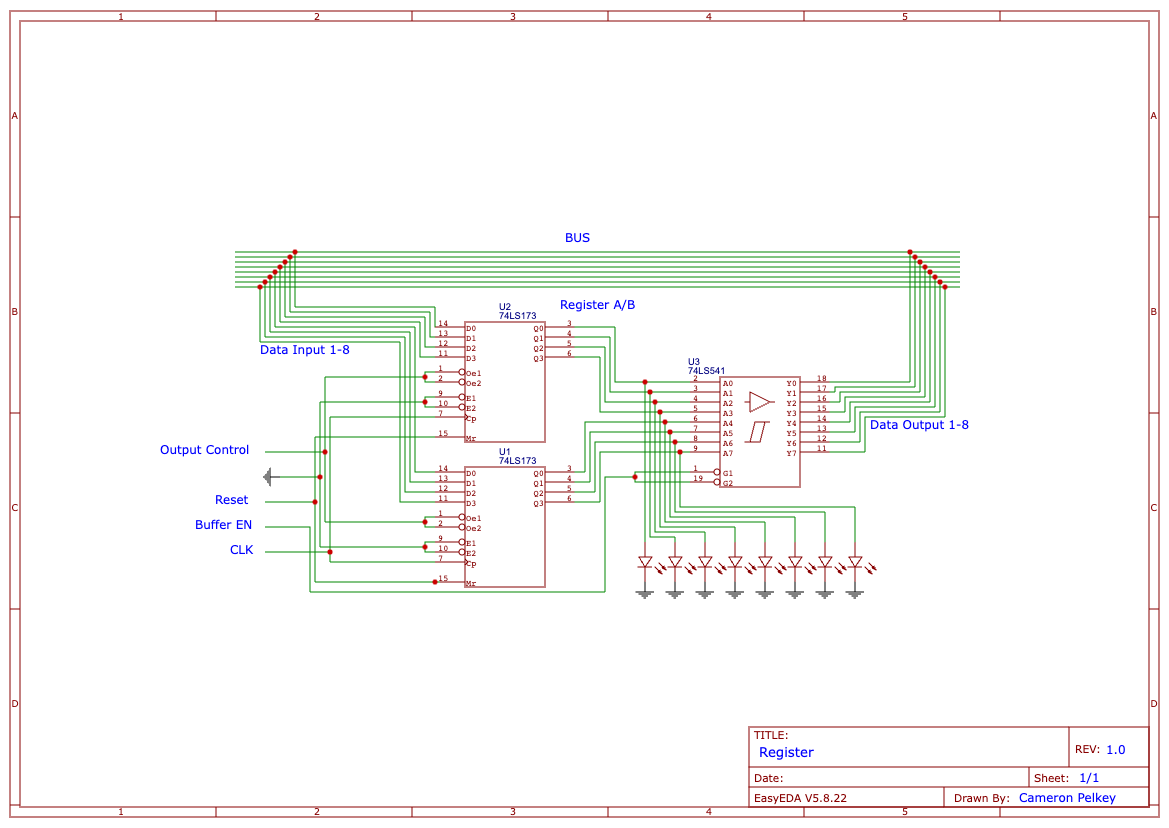 1 2 3 4 5
A A
BUS
B B
U2
74LS173
Register A/B
14 D0 Q0 3
13 D1 Q1 4
12 D2 Q2 5
11 D3 Q3 6
Data Input 1-8
1 Oe1
2 Oe2
9 E1
10 E2
7 Cp
15 Mr
U3
74LS541
2 A0 Y0 18
3 A1 Y1 17
4 A2 Y2 16
5 A3 Y3 15
6 A4 Y4 14
7 A5 Y5 13
8 A6 Y6 12
9 A7 Y7 11
1 G1
19 G2
Data Output 1-8
Output Control
Reset
Buffer EN
CLK
U1
74LS173
14 D0 Q0 3
13 D1 Q1 4
12 D2 Q2 5
11 D3 Q3 6
1 Oe1
2 Oe2
9 E1
10 E2
7 Cp
15 Mr
C C
D D
TITLE:
Register
REV: 1.0
Date:
Sheet: 1/1
EasyEDA V5.8.22
Drawn By: Cameron Pelkey
1 2 3 4 5